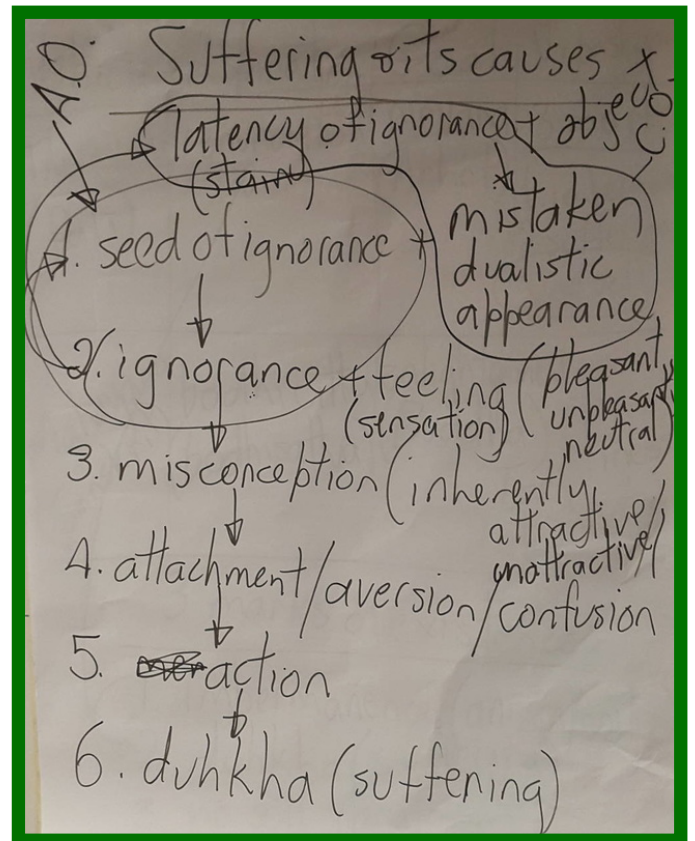 A.O.
Suffering & its causes
latency of ignorance + obj
(stain)
mistaken
dualistic
appearance
1. seed of ignorance +
2. ignorance + feeling (pleasant,
(sensation) unpleasant,
neutral)
3. misconception (inherently
attractive/
unattractive/
4. attachment/aversion/confusion
5. action
6. duhkha (suffering)